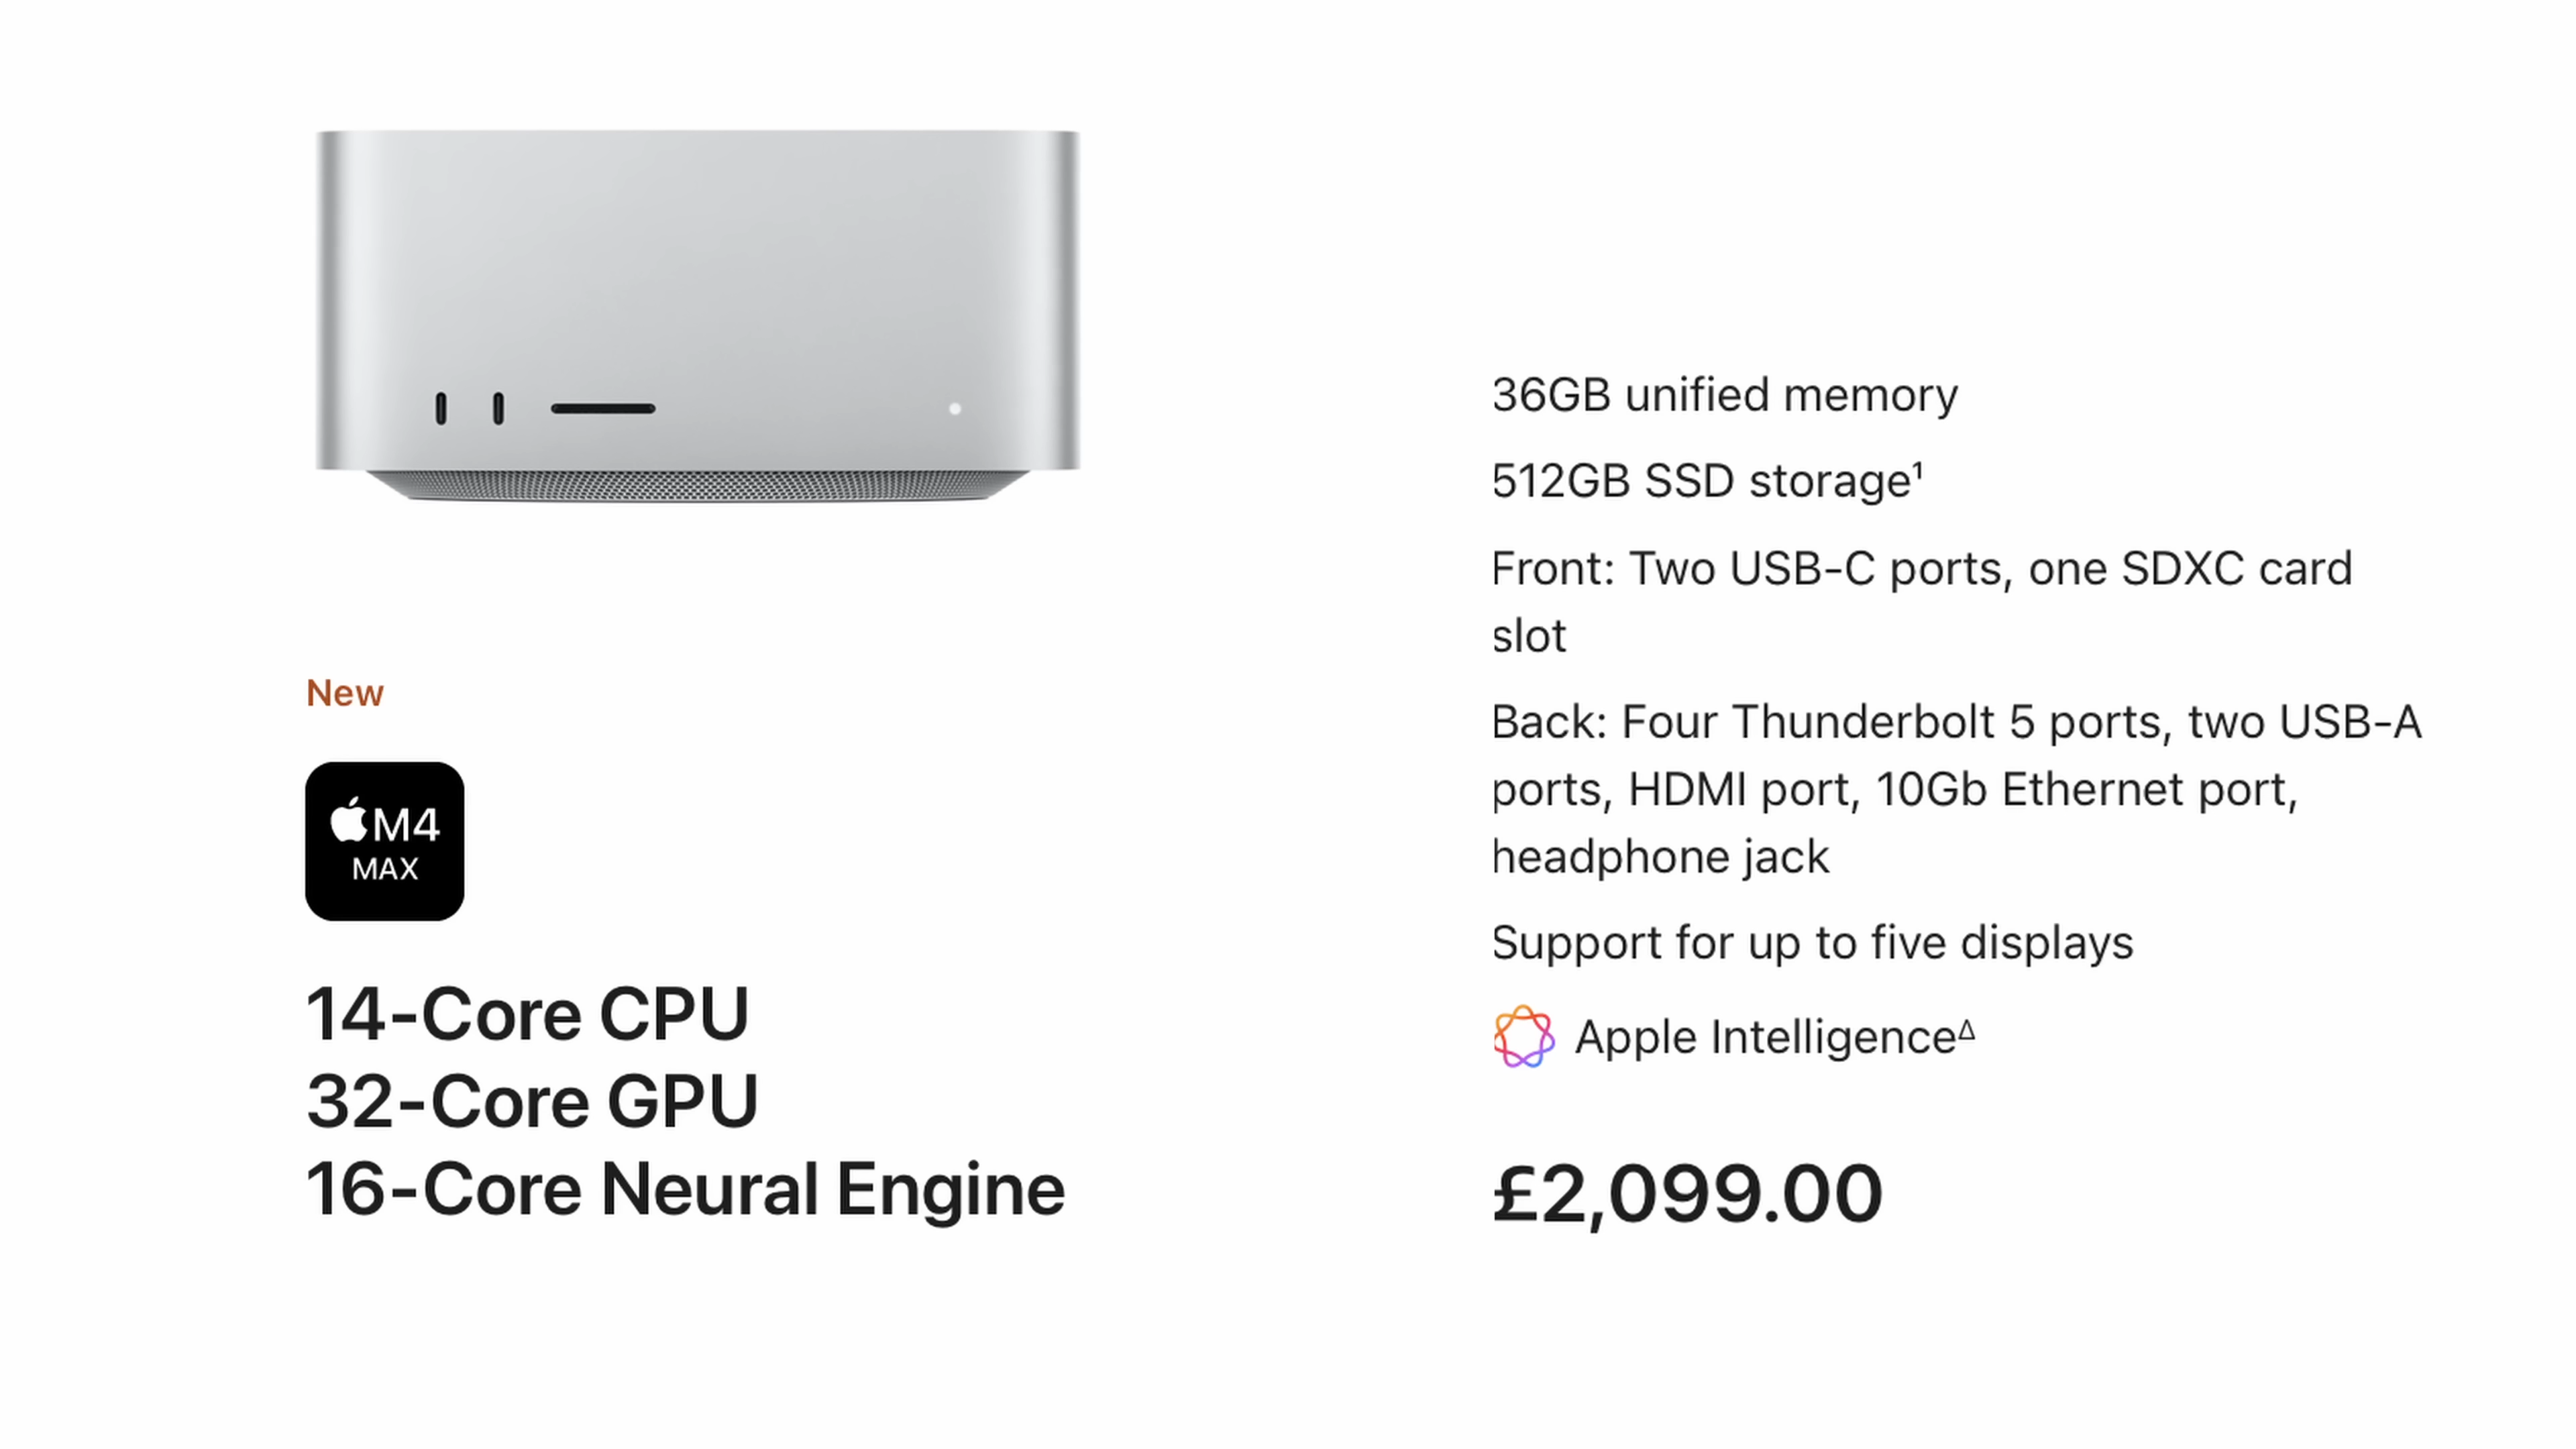 New
M4
MAX
14-Core CPU
32-Core GPU
16-Core Neural Engine
36GB unified memory
512GB SSD storage¹
Front: Two USB-C ports, one SDXC card
slot
Back: Four Thunderbolt 5 ports, two USB-A
ports, HDMI port, 10Gb Ethernet port,
headphone jack
Support for up to five displays
Apple Intelligence∆
£2,099.00